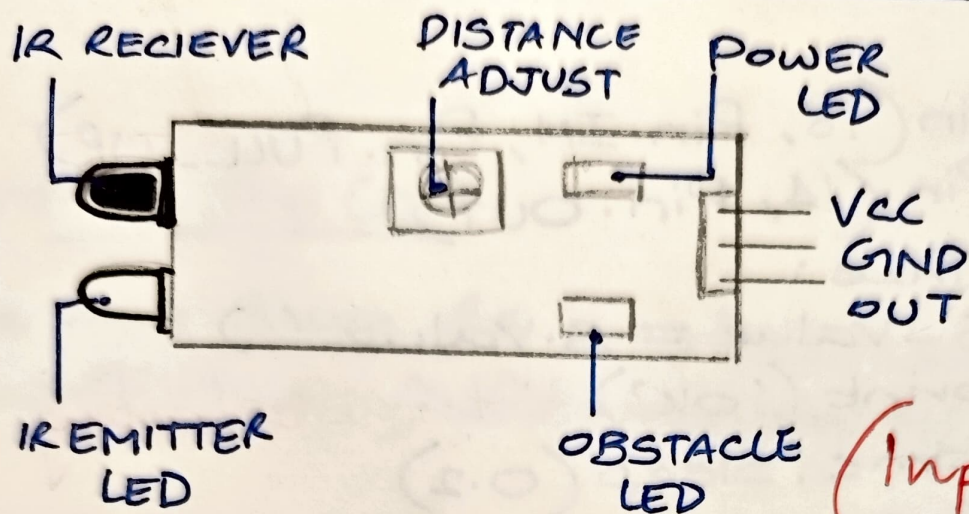 IR RECIEVER
DISTANCE
ADJUST
POWER
LED
VCC
GND
OUT
IR EMITTER
LED
OBSTACLE
LED